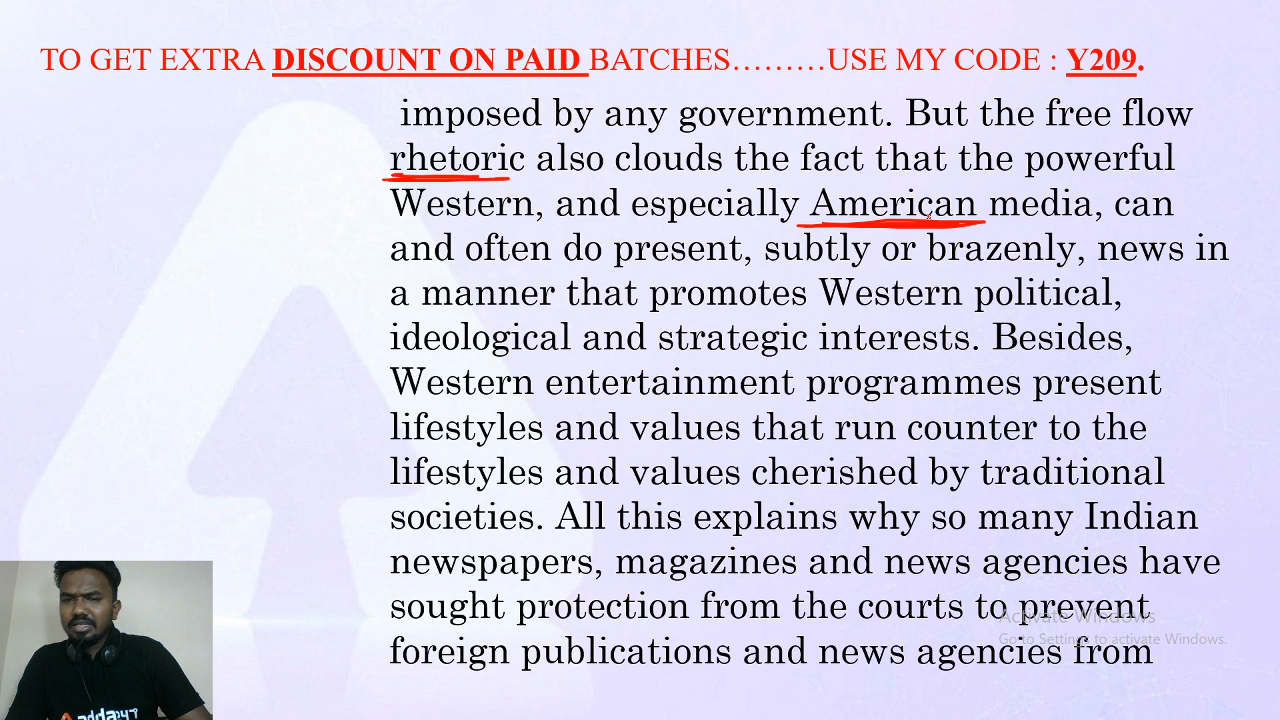 TO GET EXTRA DISCOUNT ON PAID BATCHES.........USE MY CODE : Y209.
imposed by any government. But the free flow
rhetoric also clouds the fact that the powerful
Western, and especially American media, can
and often do present, subtly or brazenly, news in
a manner that promotes Western political,
ideological and strategic interests. Besides,
Western entertainment programmes present
lifestyles and values that run counter to the
lifestyles and values cherished by traditional
societies. All this explains why so many Indian
newspapers, magazines and news agencies have
sought protection from the courts to prevent
foreign publications and news agencies from
Activate Windows
Go to Settings to activate Windows.
adda247